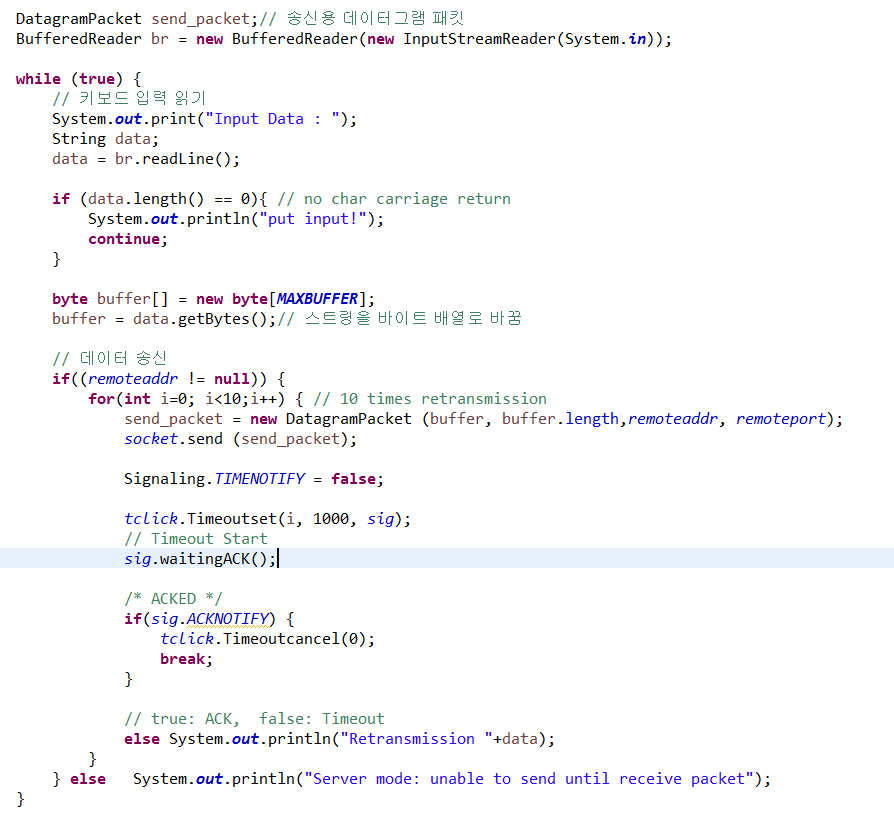 DatagramPacket send_packet;// 송신용 데이터그램 패킷
BufferedReader br = new BufferedReader(new InputStreamReader(System.in));
while (true) {
// 키보드 입력 읽기
System.out.print("Input Data : ");
String data;
data = br.readLine();
if (data.length() == 0){ // no char carriage return
System.out.println("put input!");
continue;
}
byte buffer[] = new byte[MAXBUFFER];
buffer = data.getBytes();// 스트링을 바이트 배열로 바꿈
// 데이터 송신
if((remoteaddr != null)) {
for(int i=0; i<10;i++) { // 10 times retransmission
send_packet = new DatagramPacket (buffer, buffer.length,remoteaddr, remoteport);
socket.send (send_packet);
Signaling.TIMENOTIFY = false;
tclick.Timeoutset(i, 1000, sig);
// Timeout Start
sig.waitingACK();
/* ACKED */
if(sig.ACKNOTIFY) {
tclick.Timeoutcancel(0);
break;
}
// true: ACK,  false: Timeout
else System.out.println("Retransmission "+data);
}
} else   System.out.println("Server mode: unable to send until receive packet");
}